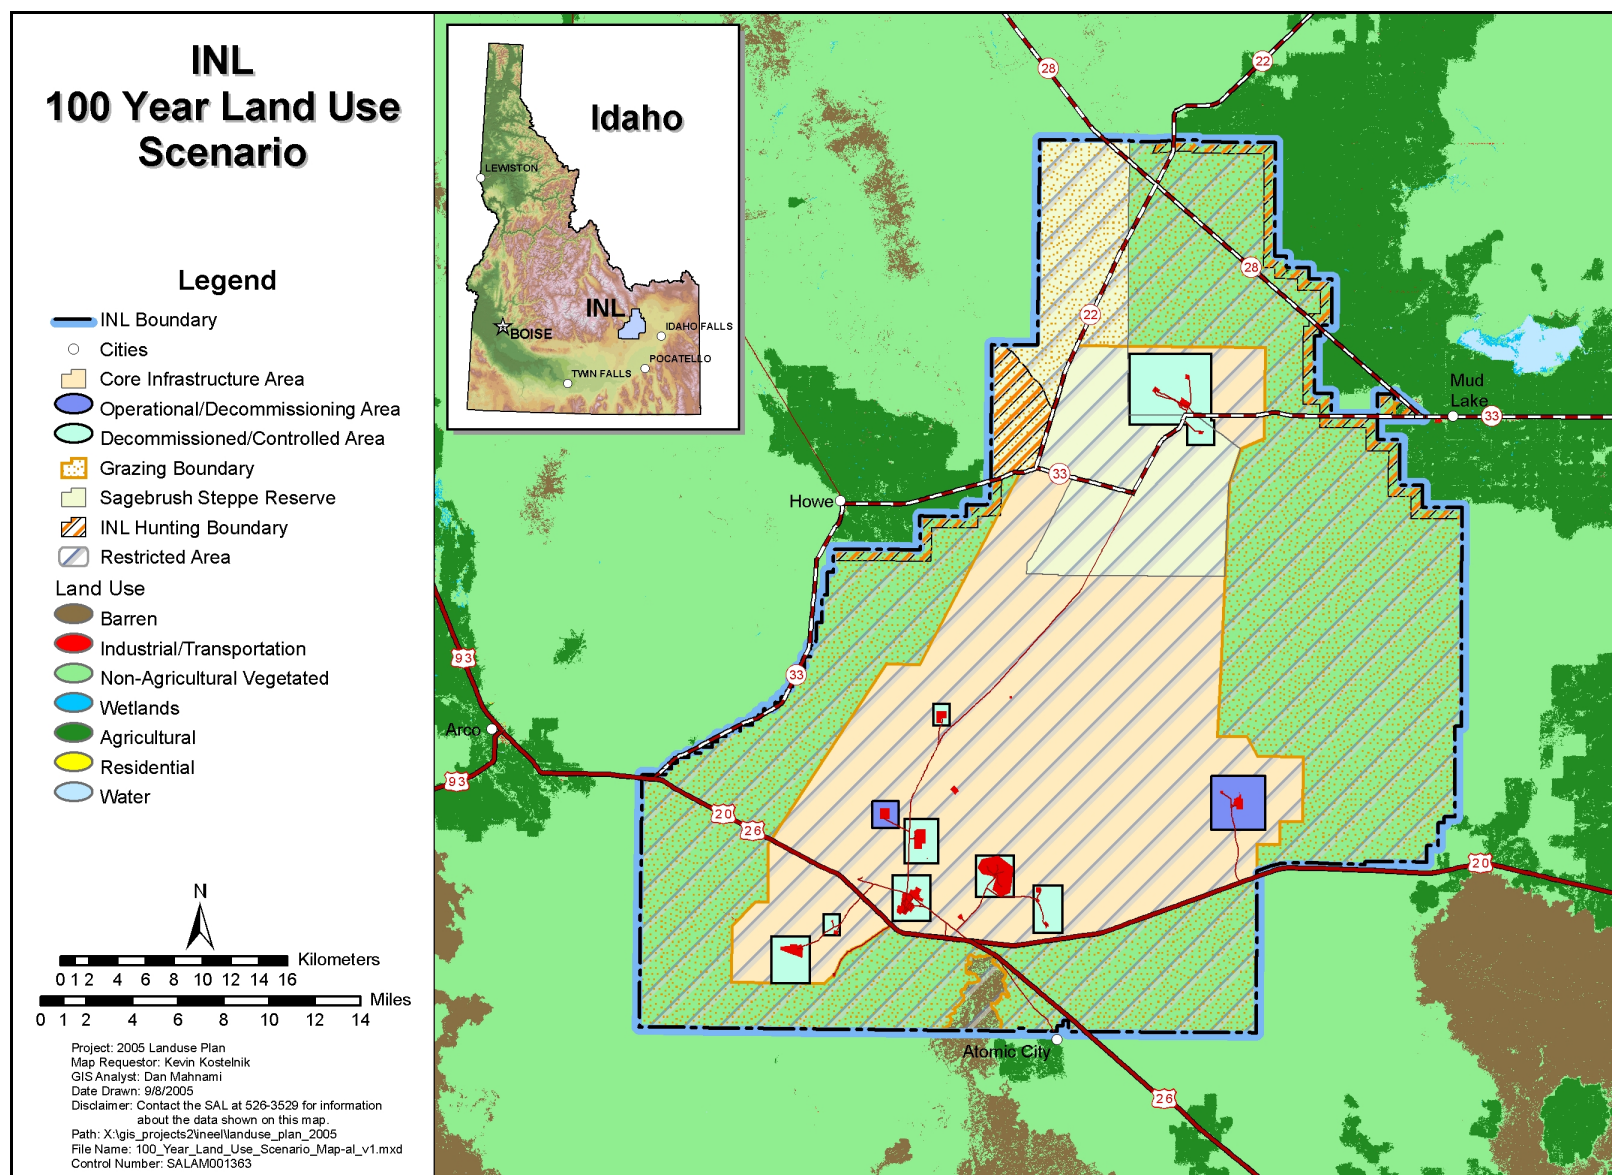 INL
100 Year Land Use
Scenario
Legend
INL Boundary
Cities
Core Infrastructure Area
Operational/Decommissioning Area
Decommissioned/Controlled Area
Grazing Boundary
Sagebrush Steppe Reserve
INL Hunting Boundary
Restricted Area
Land Use
Barren
Industrial/Transportation
Non-Agricultural Vegetated
Wetlands
Agricultural
Residential
Water
N
0 1 2 4 6 8 10 12 14 16 Kilometers
Miles
0 1 2 4 6 8 10 12 14
Project: 2005 Landuse Plan
Map Requestor: Kevin Kostelnik
GIS Analyst: Dan Mahnami
Date Drawn: 9/8/2005
Disclaimer: Contact the SAL at 526-3529 for information
about the data shown on this map.
Path: X:\gis_projects2\ineel\landuse_plan_2005
File Name: 100_Year_Land_Use_Scenario_Map-al_v1.mxd
Control Number: SALAM001363
Idaho
LEWISTON
INL
BOISE
IDAHO FALLS
POCATELLO
TWIN FALLS
28
22
28
22
Mud
Lake
33
33
Howe
93
33
Arco
93
20
26
20
Atomic City
26